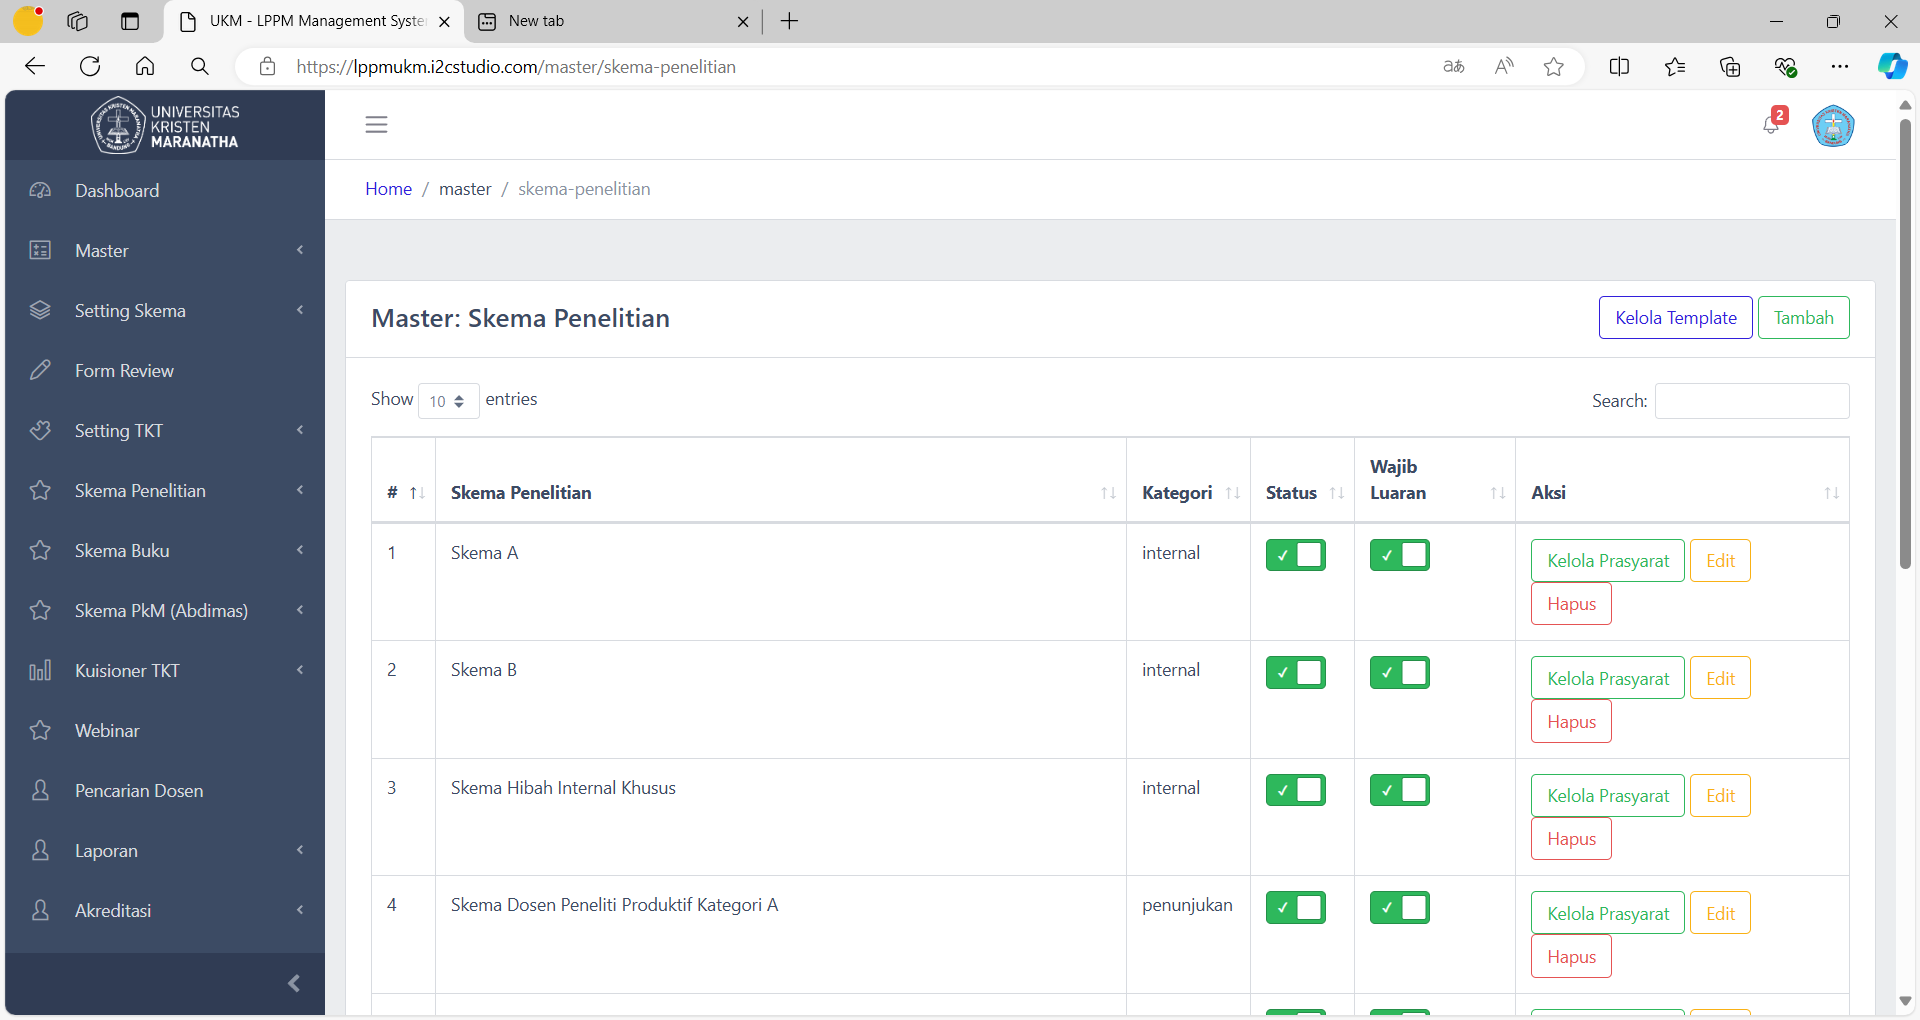 UKM - LPPM Management Syste
New tab
https://lppmukm.i2cstudio.com/master/skema-penelitian
UNIVERSITAS
KRISTEN
MARANATHA
2
Home / master / skema-penelitian
Dashboard
Master
Setting Skema
Form Review
Setting TKT
Skema Penelitian
Skema Buku
Skema PkM (Abdimas)
Kuisioner TKT
Webinar
Pencarian Dosen
Laporan
Akreditasi
Master: Skema Penelitian
Kelola Template Tambah
Show 10 entries
Search:
# Skema Penelitian Kategori Status Wajib Luaran Aksi
1 Skema A internal Kelola Prasyarat Edit
Hapus
2 Skema B internal Kelola Prasyarat Edit
Hapus
3 Skema Hibah Internal Khusus internal Kelola Prasyarat Edit
Hapus
4 Skema Dosen Peneliti Produktif Kategori A penunjukan Kelola Prasyarat Edit
Hapus